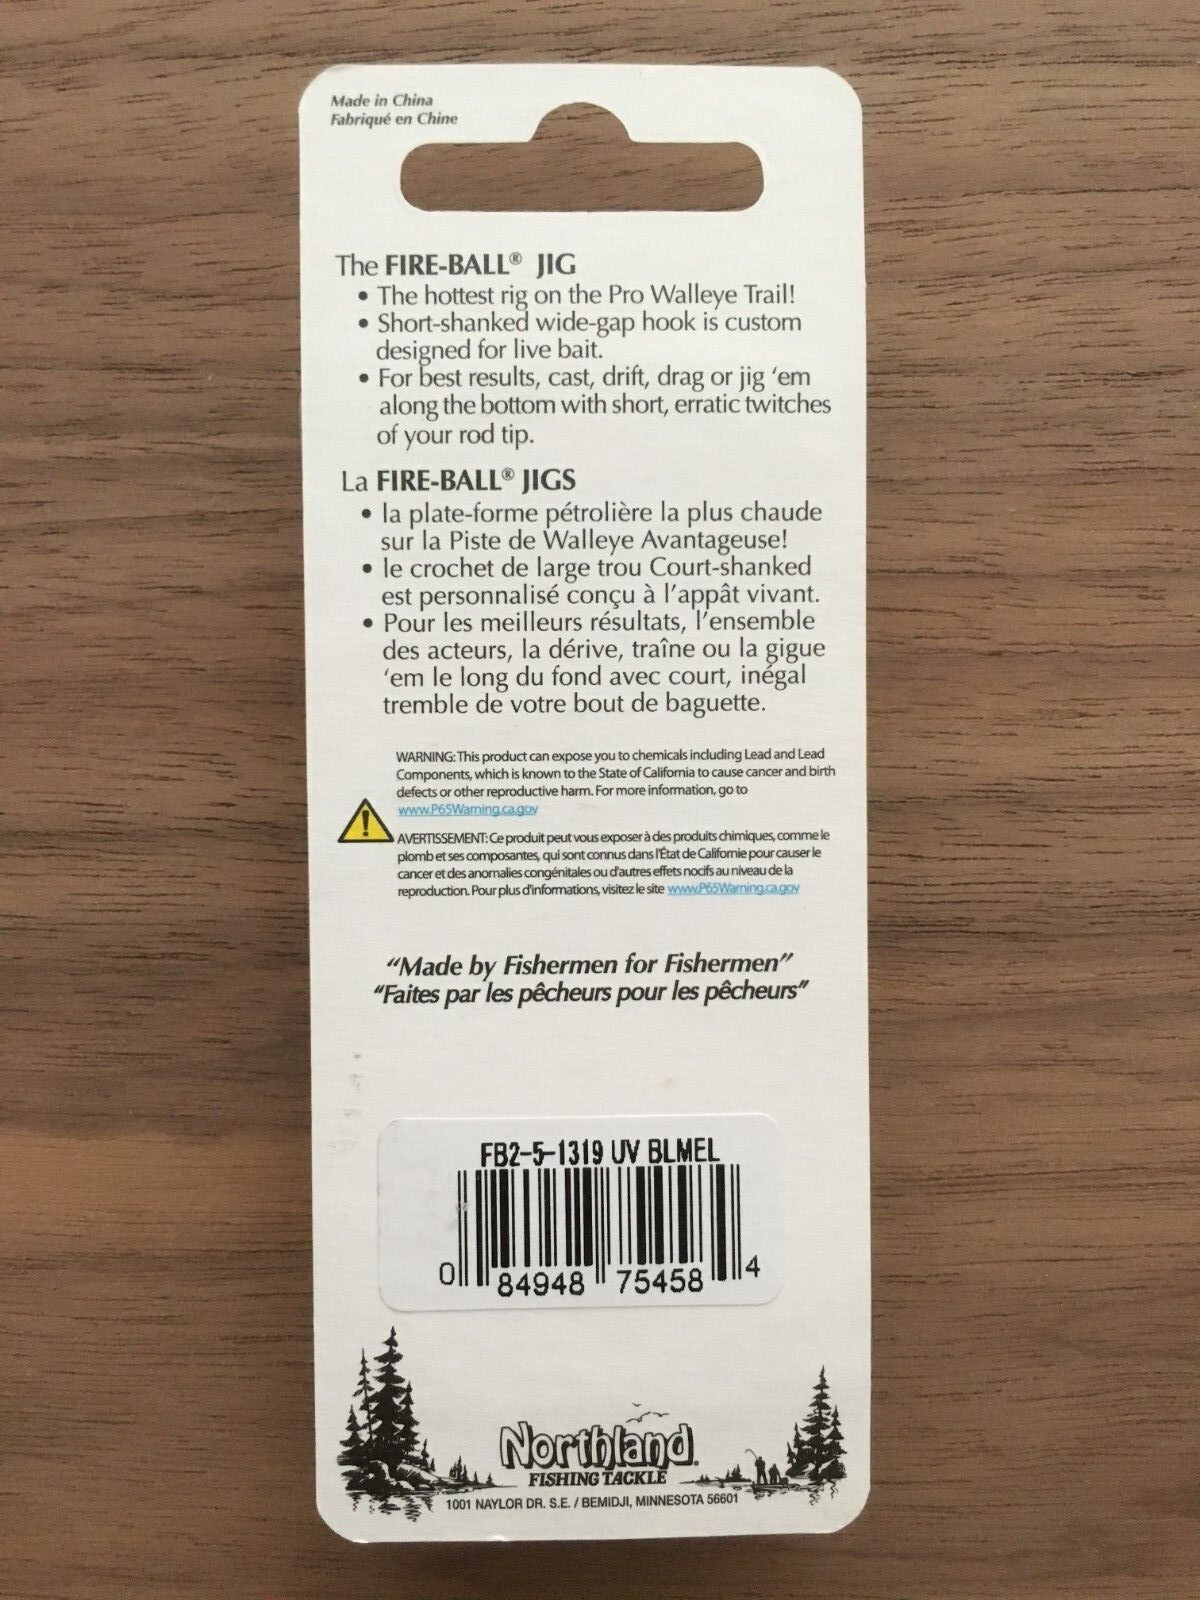 Made in China
Fabriqué en Chine
The FIRE-BALL® JIG
• The hottest rig on the Pro Walleye Trail!
• Short-shanked wide-gap hook is custom
designed for live bait.
• For best results, cast, drift, drag or jig ‘em
along the bottom with short, erratic twitches
of your rod tip.
La FIRE-BALL® JIGS
• la plate-forme pétrolière la plus chaude
sur la Piste de Walleye Avantageuse!
• le crochet de large trou Court-shanked
est personnalisé conçu à l’appât vivant.
• Pour les meilleurs résultats, l’ensemble
des acteurs, la dérive, traîne ou la gigue
‘em le long du fond avec court, inégal
tremble de votre bout de baguette.
WARNING: This product can expose you to chemicals including Lead and Lead
Components, which is known to the State of California to cause cancer and birth
defects or other reproductive harm. For more information, go to
www.P65Warning.ca.gov
AVERTISSEMENT: Ce produit peut vous exposer à des produits chimiques, comme le
plomb et ses composantes, qui sont connus dans l'État de Californie pour causer le
cancer et des anomalies congénitales ou d'autres effets nocifs au niveau de la
reproduction. Pour plus d'informations, visitez le site www.P65Warning.ca.gov
“Made by Fishermen for Fishermen”
“Faites par les pêcheurs pour les pêcheurs”
FB2-5-1319 UV BLMEL
0 84948 75458 4
Northland®
FISHING TACKLE
1001 NAYLOR DR. S.E. / BEMIDJI, MINNESOTA 56601